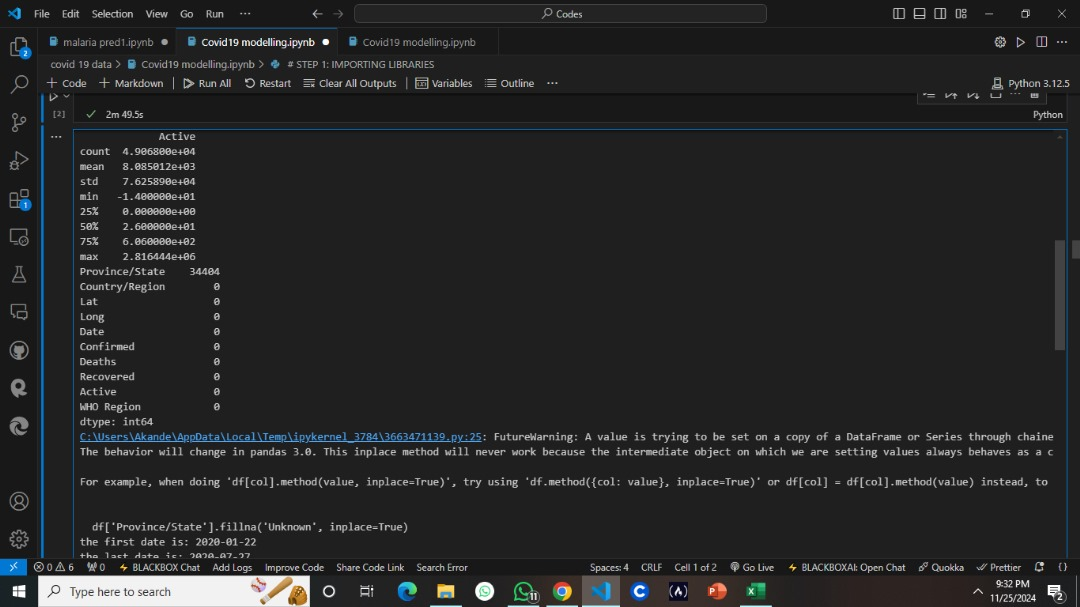 File Edit Selection View Go Run ··· Codes
malaria pred1.ipynb Covid19 modelling.ipynb Covid19 modelling.ipynb
covid 19 data > Covid19 modelling.ipynb > # STEP 1: IMPORTING LIBRARIES
+ Code + Markdown Run All Restart Clear All Outputs Variables Outline ··· Python 3.12.5
[2] 2m 49.5s Python
Active
count 4.906800e+04
mean 8.085012e+03
std 7.625890e+04
min -1.400000e+01
25% 0.000000e+00
50% 2.600000e+01
75% 6.060000e+02
max 2.816444e+06
Province/State 34404
Country/Region 0
Lat 0
Long 0
Date 0
Confirmed 0
Deaths 0
Recovered 0
Active 0
WHO Region 0
dtype: int64
C:\Users\Akande\AppData\Local\Temp\ipykernel_3784\3663471139.py:25: FutureWarning: A value is trying to be set on a copy of a DataFrame or Series through chaine
The behavior will change in pandas 3.0. This inplace method will never work because the intermediate object on which we are setting values always behaves as a c
For example, when doing 'df[col].method(value, inplace=True)', try using 'df.method({col: value}, inplace=True)' or df[col] = df[col].method(value) instead, to
df['Province/State'].fillna('Unknown', inplace=True)
the first date is: 2020-01-22
the last date is: 2020-07-27
0 6 0 BLACKBOX Chat Add Logs Improve Code Share Code Link Search Error Spaces: 4 CRLF Cell 1 of 2 Go Live BLACKBOXAI: Open Chat Quokka Prettier {}
Type here to search 11 9:32 PM
11/25/2024 2